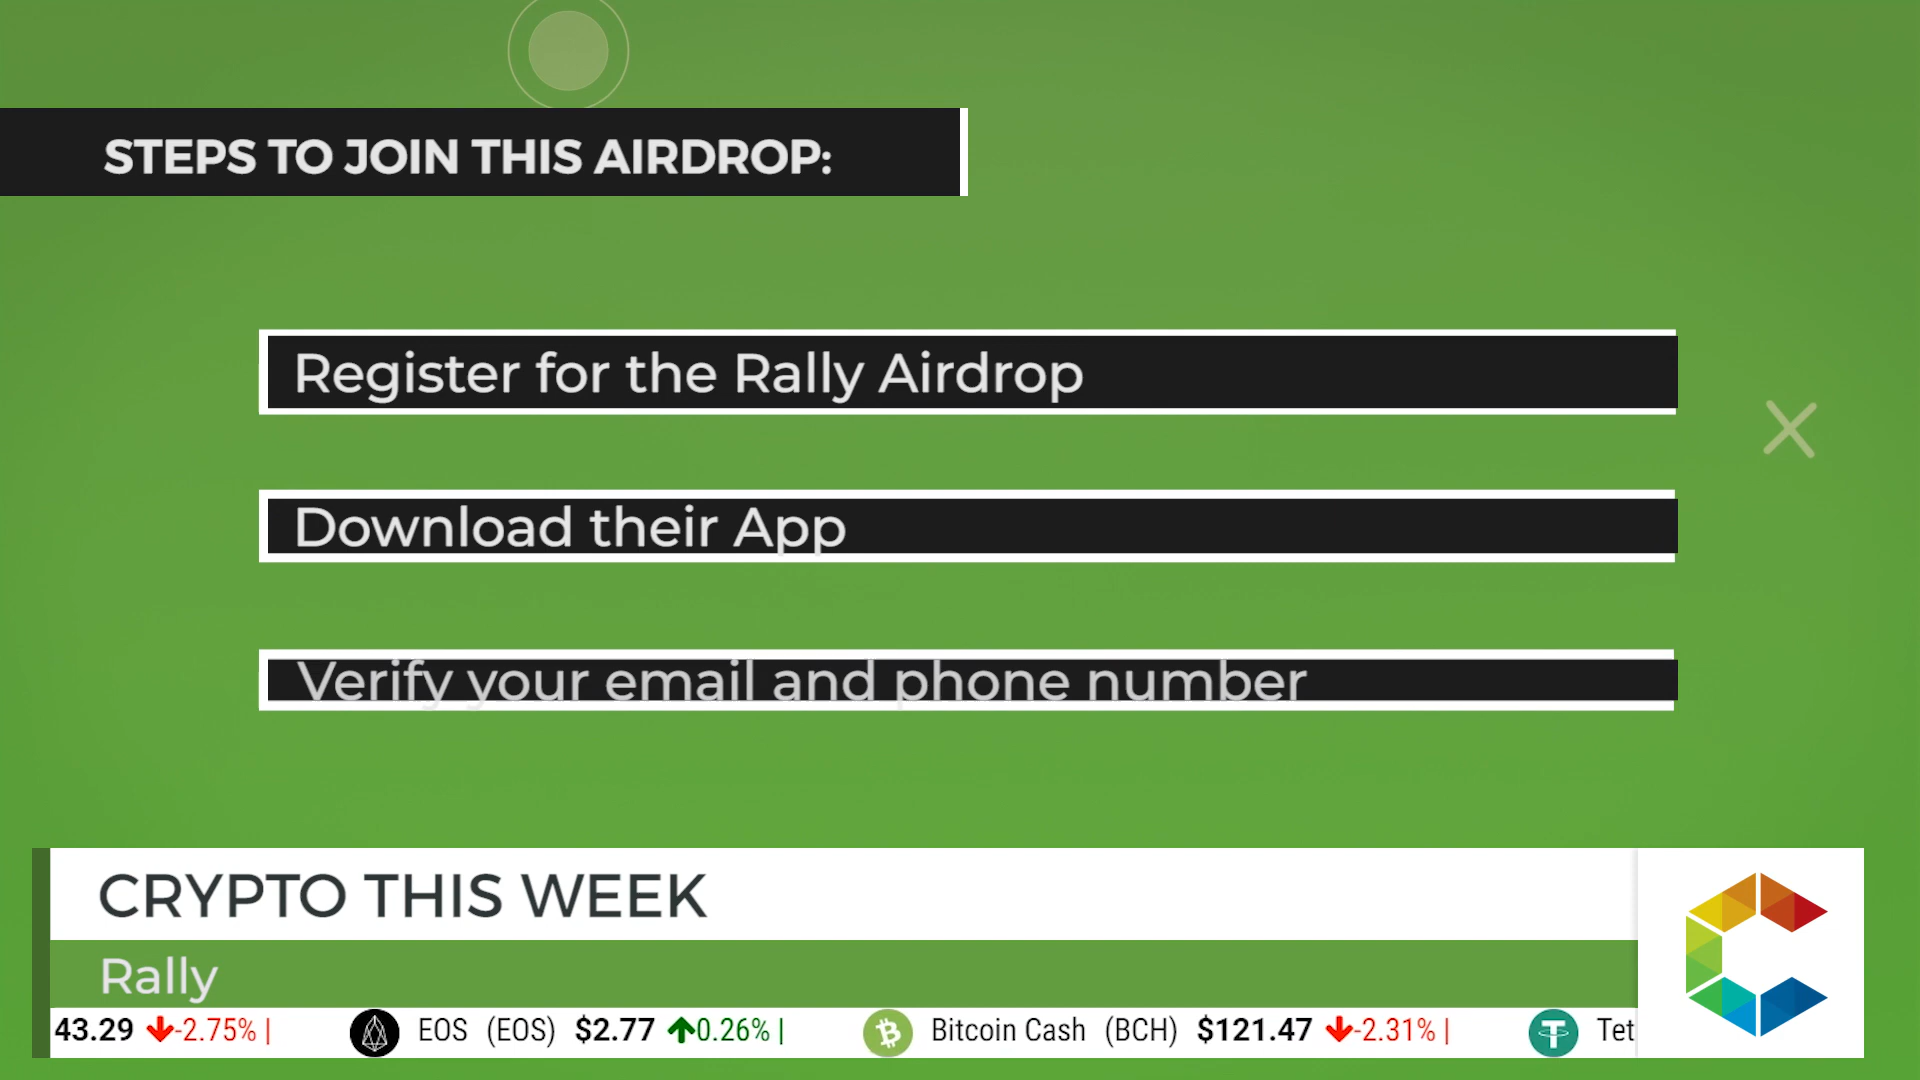 STEPS TO JOIN THIS AIRDROP:
Register for the Rally Airdrop
Download their App
Verify your email and phone number
CRYPTO THIS WEEK
Rally
43.29 -2.75% | EOS (EOS) $2.77 0.26% | Bitcoin Cash (BCH) $121.47 -2.31% | Tet